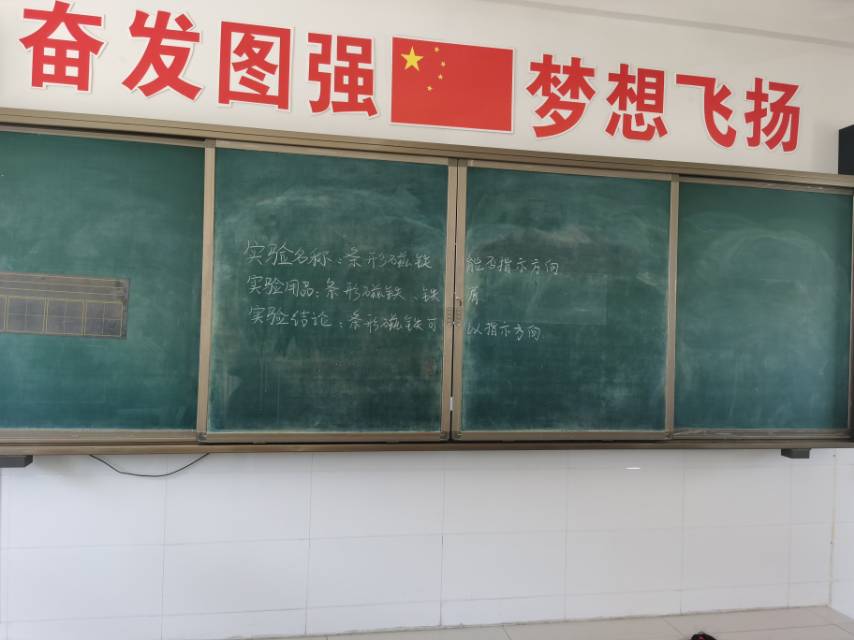 奋发图强 梦想飞扬
实验名称：条形磁铁能否指示方向
实验用品：条形磁铁、铁屑
实验结论：条形磁铁可以指示方向